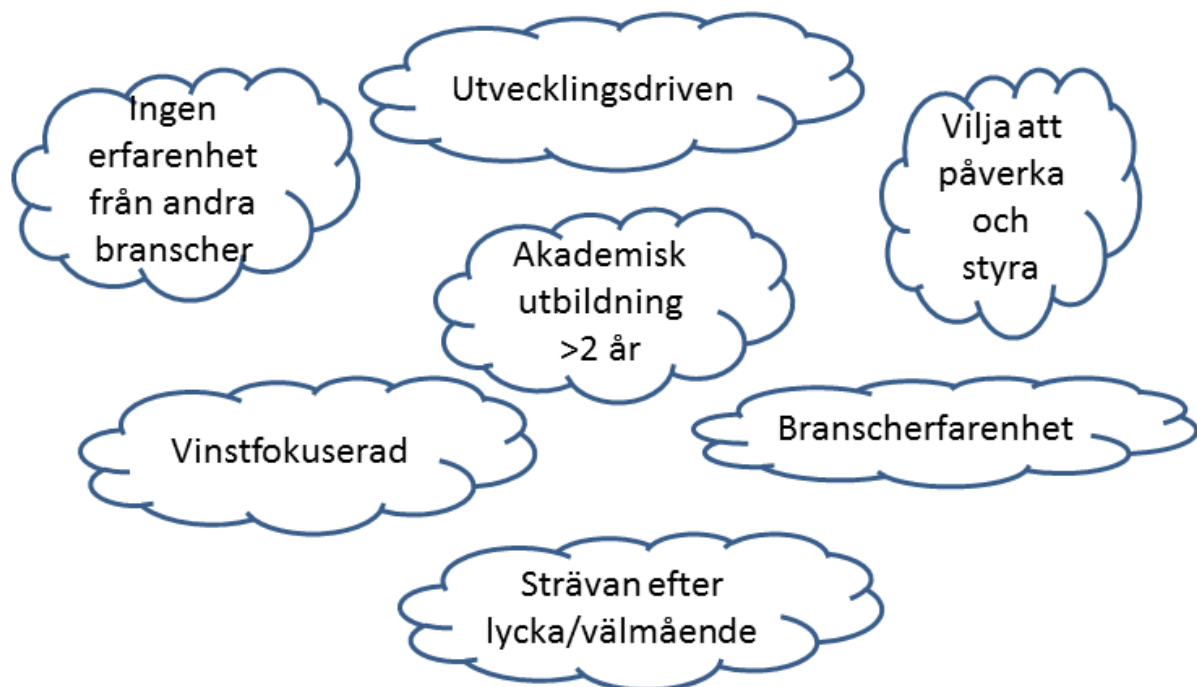 Ingen
erfarenhet
från andra
branscher
Utvecklingsdriven
Vilja att
påverka
och
styra
Akademisk
utbildning
>2 år
Vinstfokuserad
Branscherfarenhet
Strävan efter
lycka/välmående